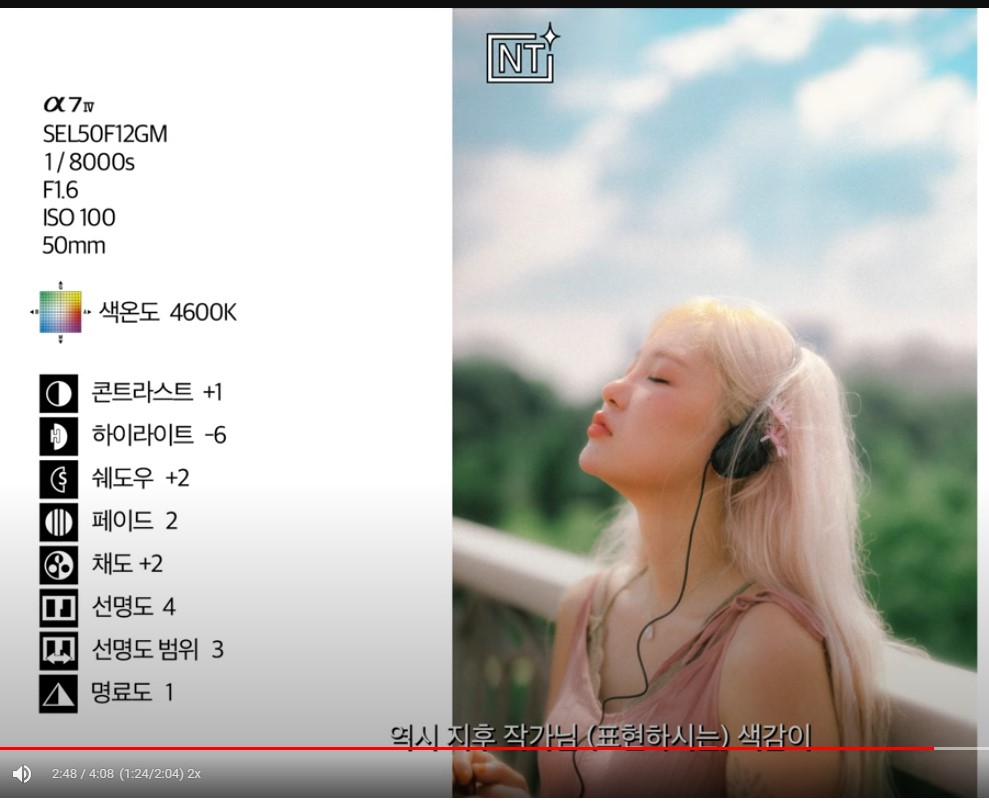 α7IV
SEL50F12GM
1/8000s
F1.6
ISO 100
50mm
색온도 4600K
콘트라스트 +1
하이라이트 -6
쉐도우 +2
페이드 2
채도 +2
선명도 4
선명도 범위 3
명료도 1
NT
역시 지후 작가님 (표현하시는) 색감이
2:48 / 4:08 (1:24/2:04) 2x